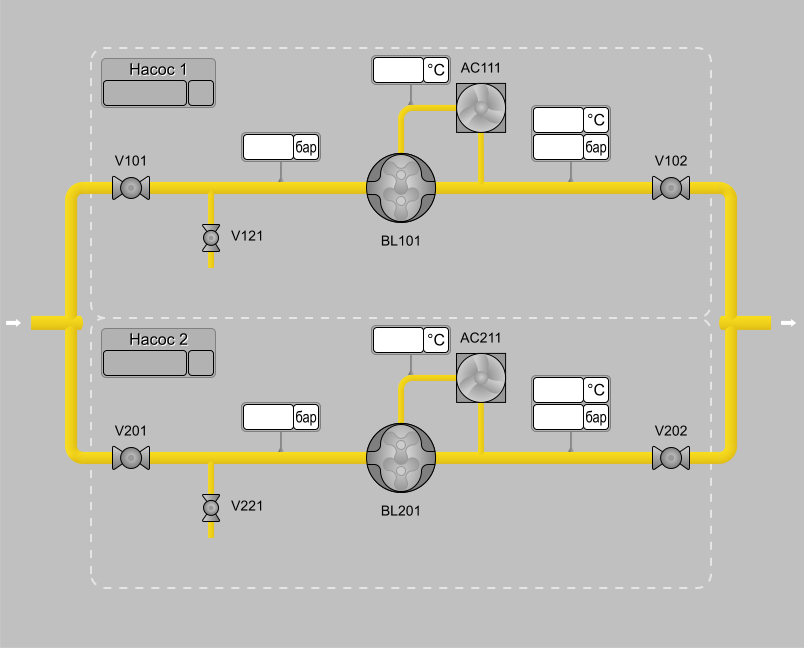 Насос 1
°C
AC111
°C
бар
бар
V101
V102
V121
BL101
Насос 2
°C
AC211
°C
бар
бар
V201
V202
V221
BL201